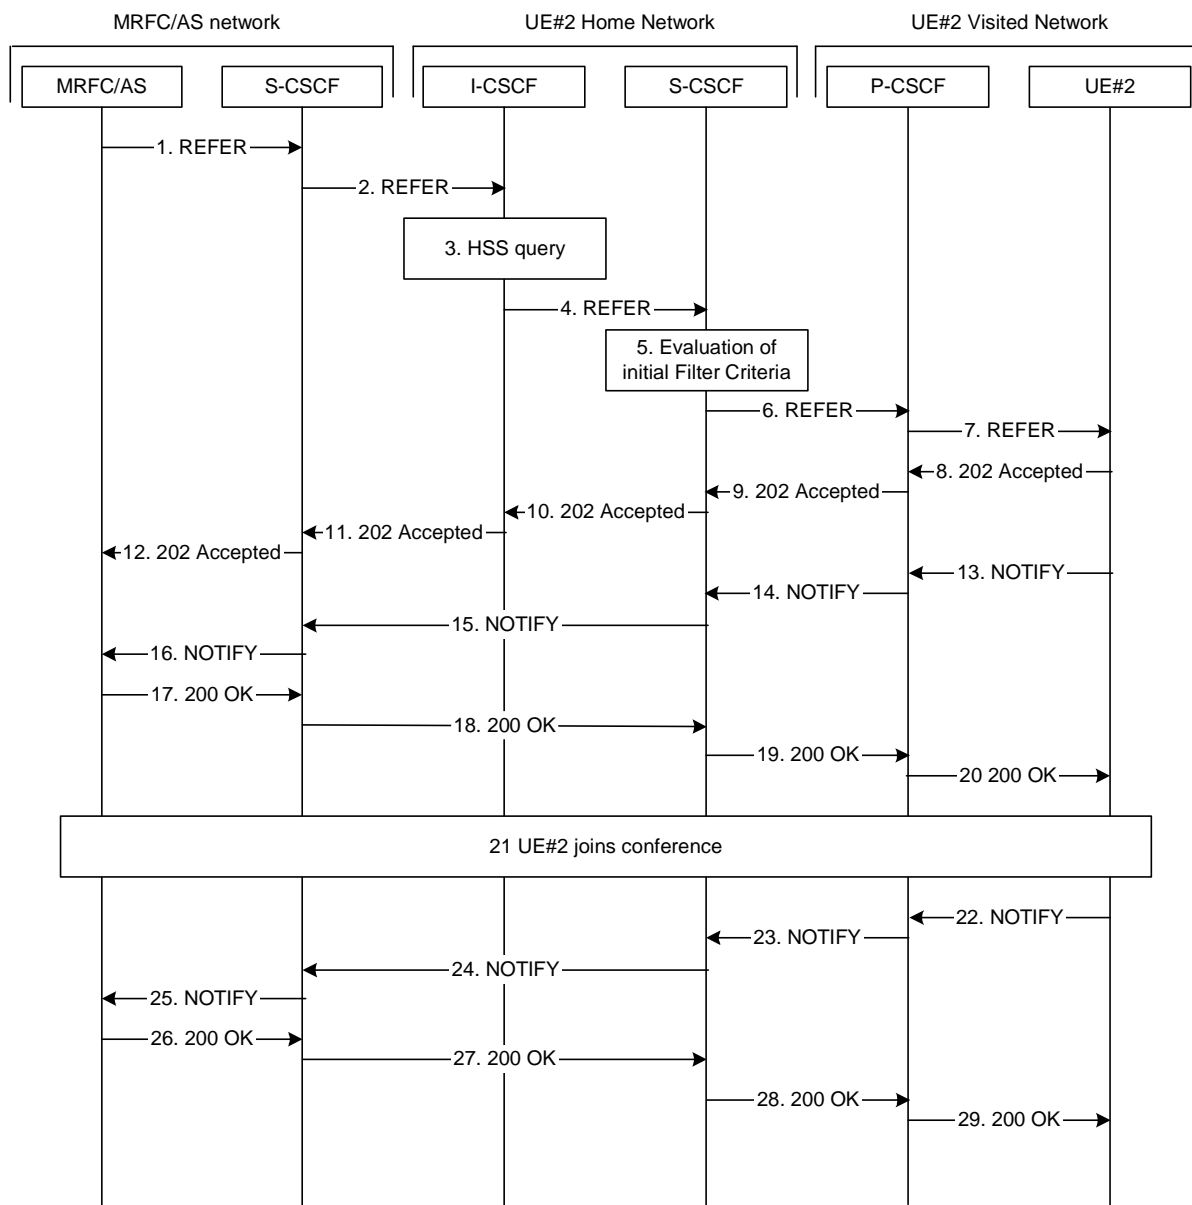 MRFC/AS network
UE#2 Home Network
UE#2 Visited Network
MRFC/AS
S-CSCF
I-CSCF
S-CSCF
P-CSCF
UE#2
1. REFER
2. REFER
3. HSS query
4. REFER
5. Evaluation of
initial Filter Criteria
6. REFER
7. REFER
8. 202 Accepted
9. 202 Accepted
10. 202 Accepted
11. 202 Accepted
12. 202 Accepted
13. NOTIFY
14. NOTIFY
15. NOTIFY
16. NOTIFY
17. 200 OK
18. 200 OK
19. 200 OK
20 200 OK
21 UE#2 joins conference
22. NOTIFY
23. NOTIFY
24. NOTIFY
25. NOTIFY
26. 200 OK
27. 200 OK
28. 200 OK
29. 200 OK